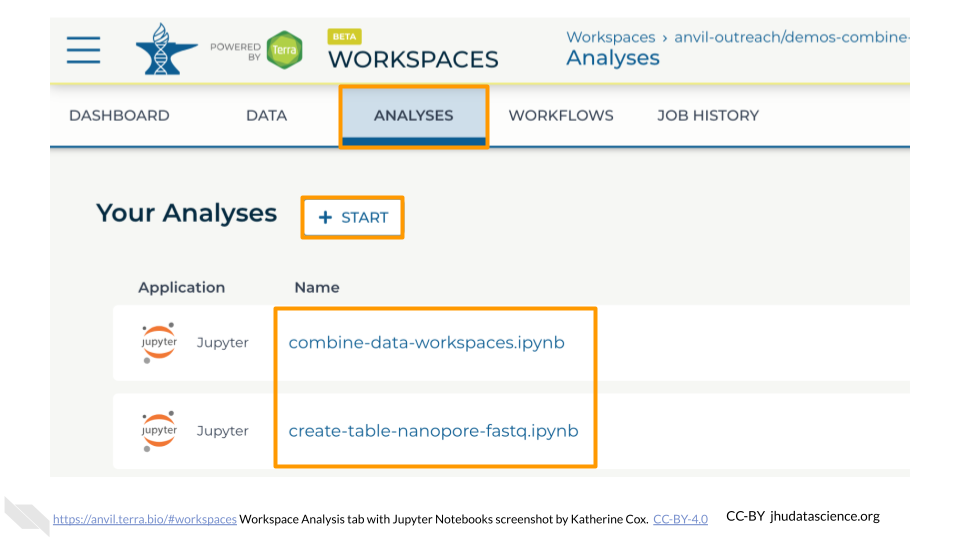 POWERED BY
Terra
BETA
WORKSPACES
Workspaces › anvil-outreach/demos-combine-
Analyses
DASHBOARD DATA ANALYSES WORKFLOWS JOB HISTORY
Your Analyses + START
Application Name
jupyter Jupyter combine-data-workspaces.ipynb
jupyter Jupyter create-table-nanopore-fastq.ipynb
https://anvil.terra.bio/#workspaces Workspace Analysis tab with Jupyter Notebooks screenshot by Katherine Cox. CC-BY-4.0 CC-BY jhudatascience.org